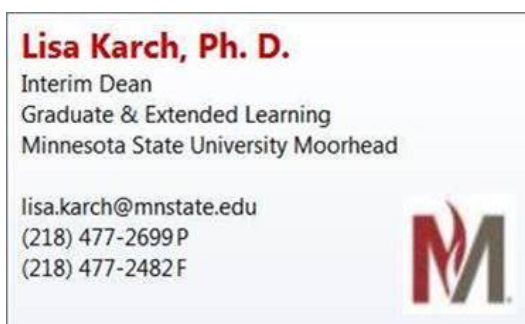 Lisa Karch, Ph. D.
Interim Dean
Graduate & Extended Learning
Minnesota State University Moorhead
lisa.karch@mnstate.edu
(218) 477-2699 P
(218) 477-2482 F
M